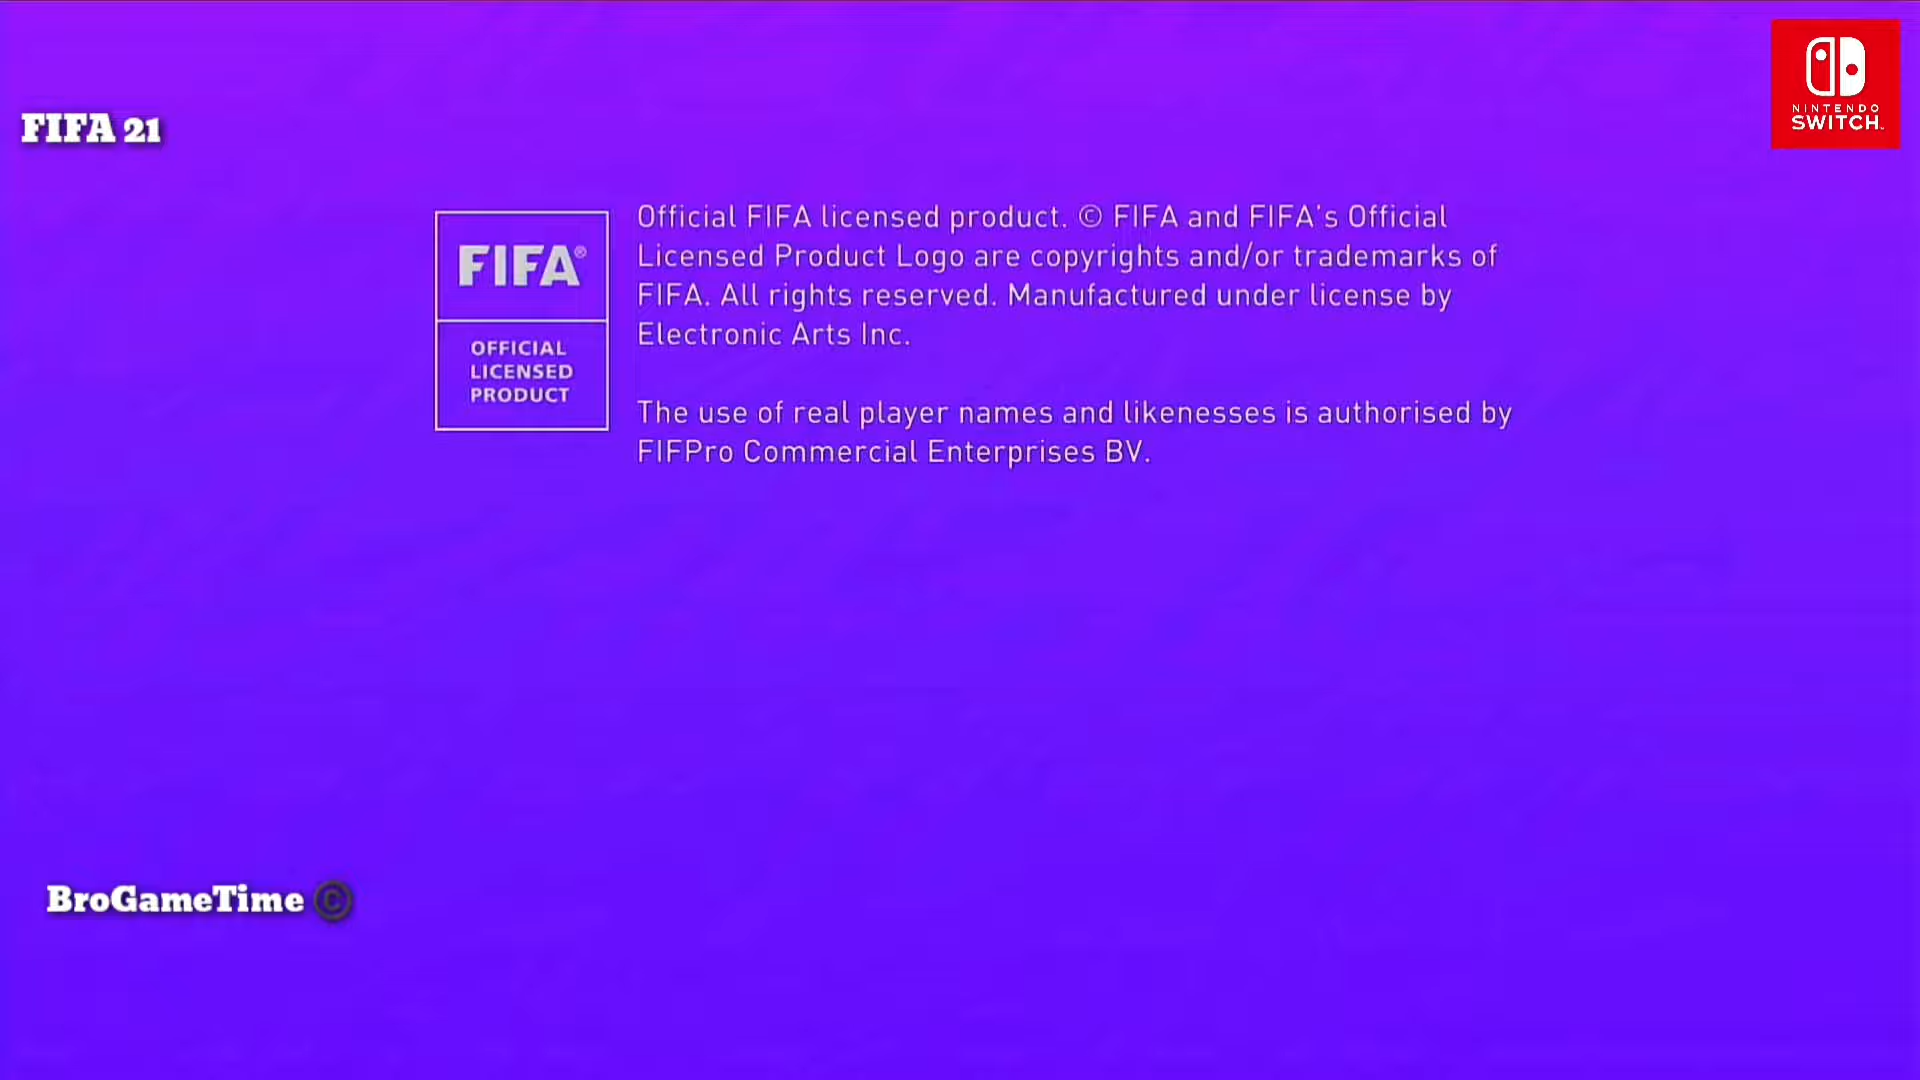 NINTENDO
SWITCH™
FIFA 21
FIFA®
OFFICIAL
LICENSED
PRODUCT
Official FIFA licensed product. © FIFA and FIFA's Official
Licensed Product Logo are copyrights and/or trademarks of
FIFA. All rights reserved. Manufactured under license by
Electronic Arts Inc.
The use of real player names and likenesses is authorised by
FIFPro Commercial Enterprises BV.
BroGameTime ©